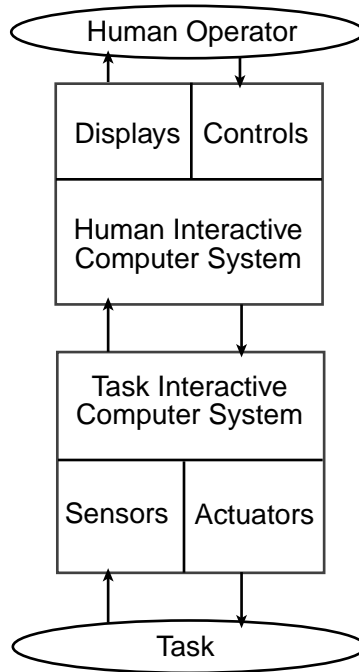 Human Operator
Displays Controls
Human Interactive
Computer System
Task Interactive
Computer System
Sensors Actuators
Task